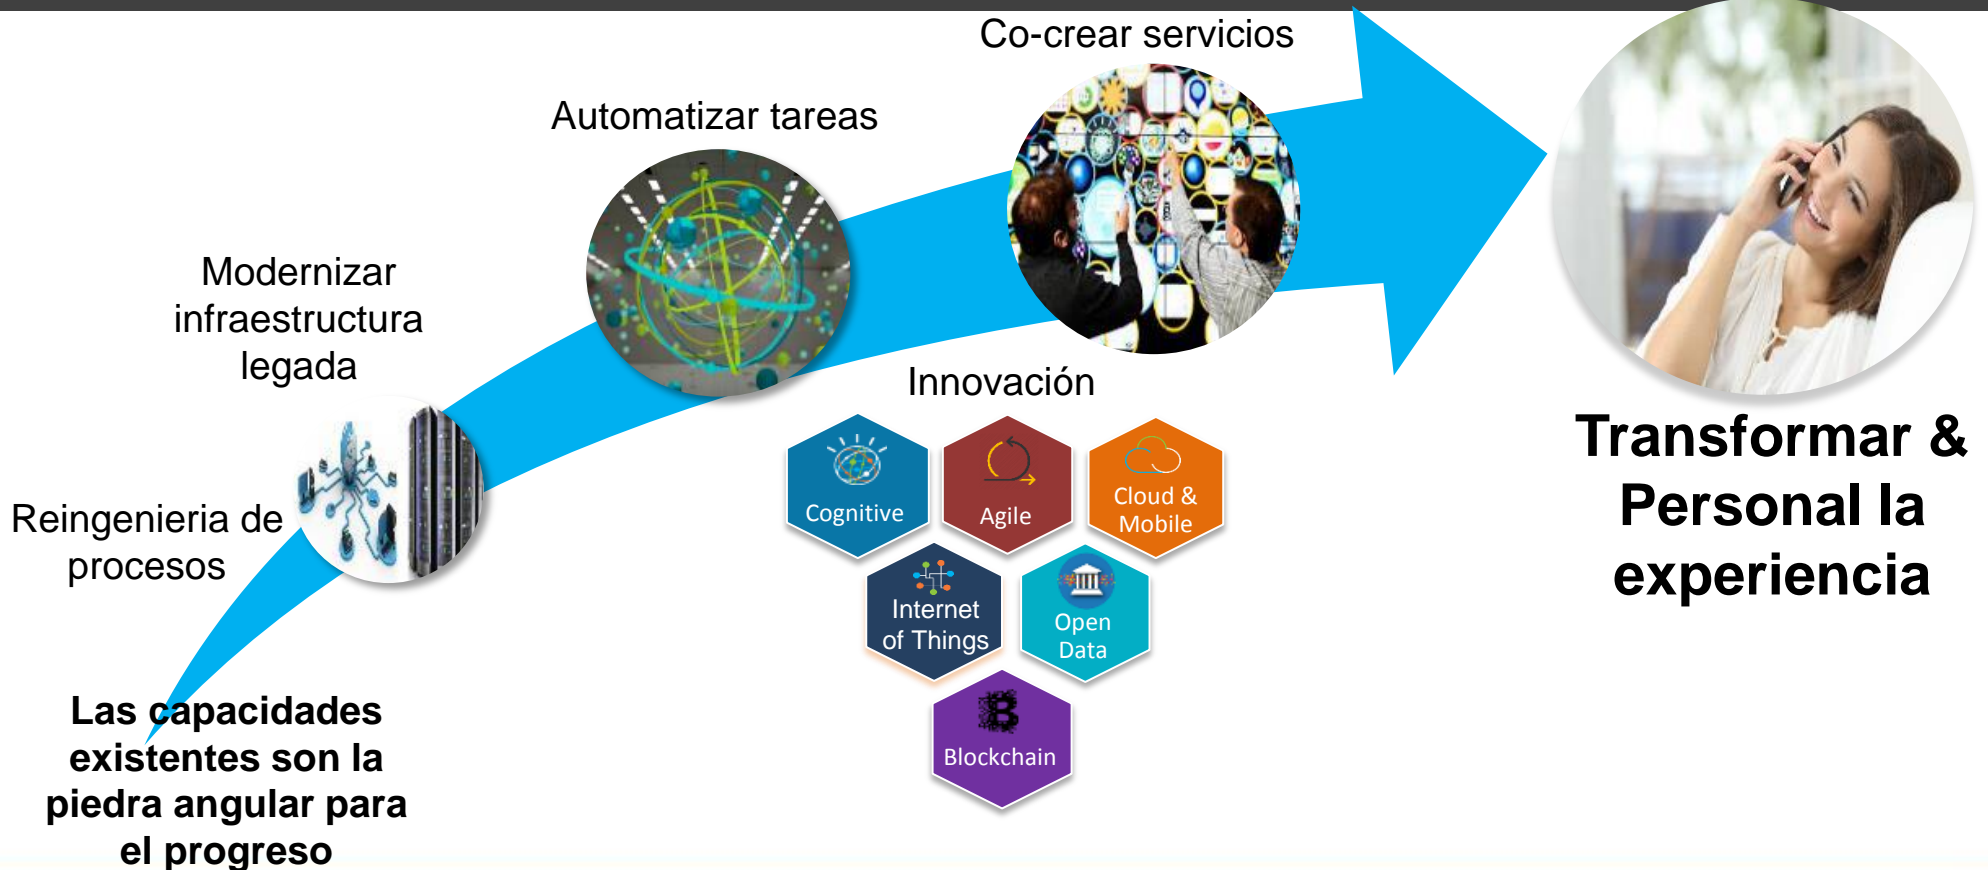 Co-crear servicios
Automatizar tareas
Modernizar
infraestructura
legada
Reingenieria de
procesos
Las capacidades
existentes son la
piedra angular para
el progreso
Innovación
Cognitive
Agile
Cloud &
Mobile
Internet
of Things
Open
Data
Blockchain
Transformar &
Personal la
experiencia